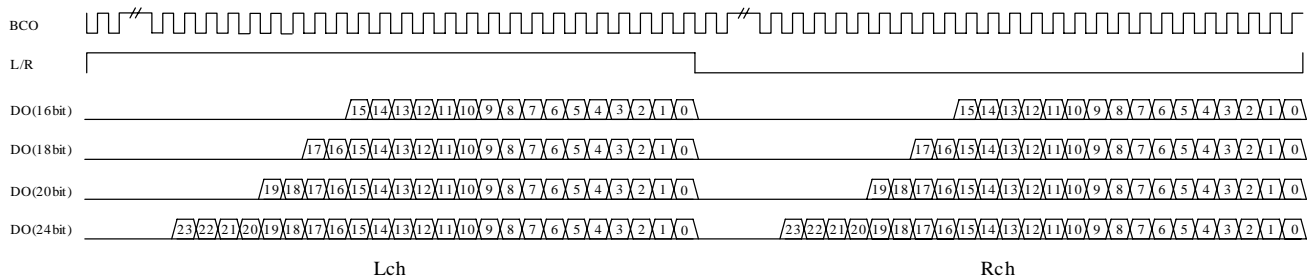 BCO
L/R
DO(16bit) 15 14 13 12 11 10 9 8 7 6 5 4 3 2 1 0 15 14 13 12 11 10 9 8 7 6 5 4 3 2 1 0
DO(18bit) 17 16 15 14 13 12 11 10 9 8 7 6 5 4 3 2 1 0 17 16 15 14 13 12 11 10 9 8 7 6 5 4 3 2 1 0
DO(20bit) 19 18 17 16 15 14 13 12 11 10 9 8 7 6 5 4 3 2 1 0 19 18 17 16 15 14 13 12 11 10 9 8 7 6 5 4 3 2 1 0
DO(24bit) 23 22 21 20 19 18 17 16 15 14 13 12 11 10 9 8 7 6 5 4 3 2 1 0 23 22 21 20 19 18 17 16 15 14 13 12 11 10 9 8 7 6 5 4 3 2 1 0
Lch Rch